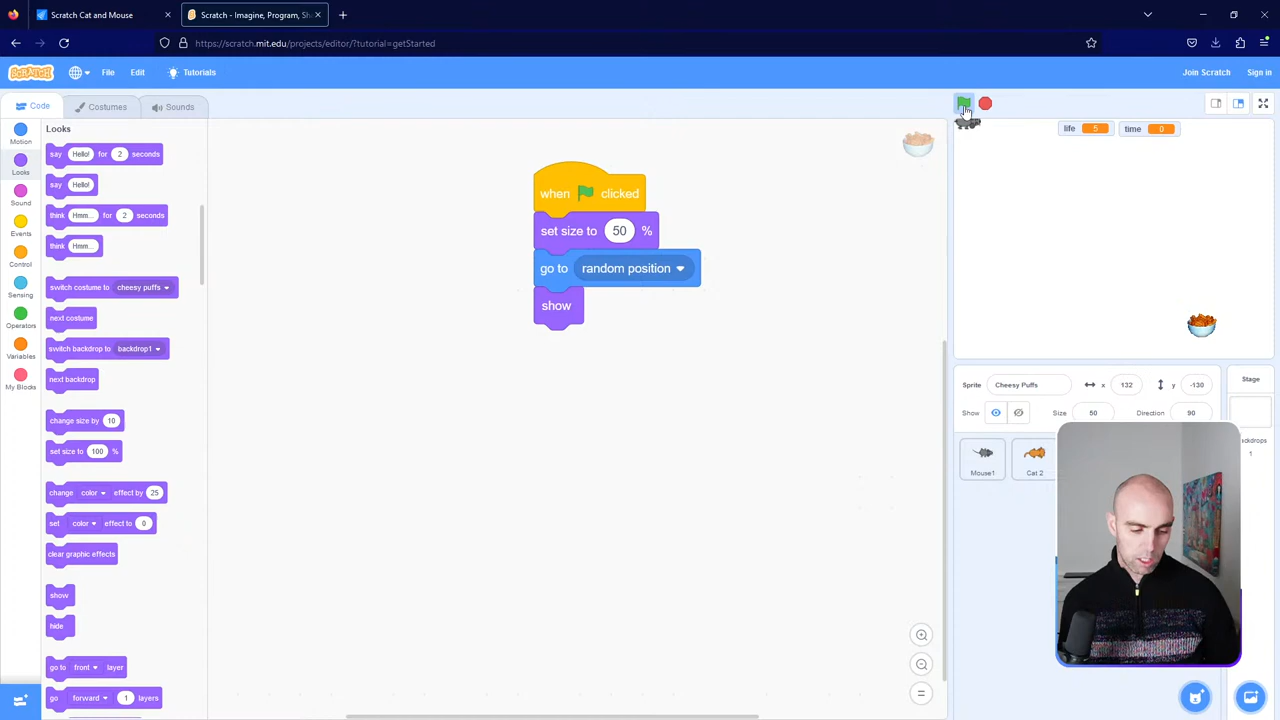 Scratch Cat and Mouse
Scratch - Imagine, Program, Sh
https://scratch.mit.edu/projects/editor/?tutorial=getStarted
SCRATCH
File
Edit
Tutorials
Join Scratch
Sign in
Code
Costumes
Sounds
Motion
Looks
Sound
Events
Control
Sensing
Operators
Variables
My Blocks
Looks
say Hello! for 2 seconds
say Hello!
think Hmm... for 2 seconds
think Hmm...
switch costume to cheesy puffs
next costume
switch backdrop to backdrop1
next backdrop
change size by 10
set size to 100 %
change color effect by 25
set color effect to 0
clear graphic effects
show
hide
go to front layer
go forward 1 layers
when clicked
set size to 50 %
go to random position
show
life 5
time 0
Sprite Cheesy Puffs x 132 y -130
Show Size 50 Direction 90
Mouse1
Cat 2
Stage
1